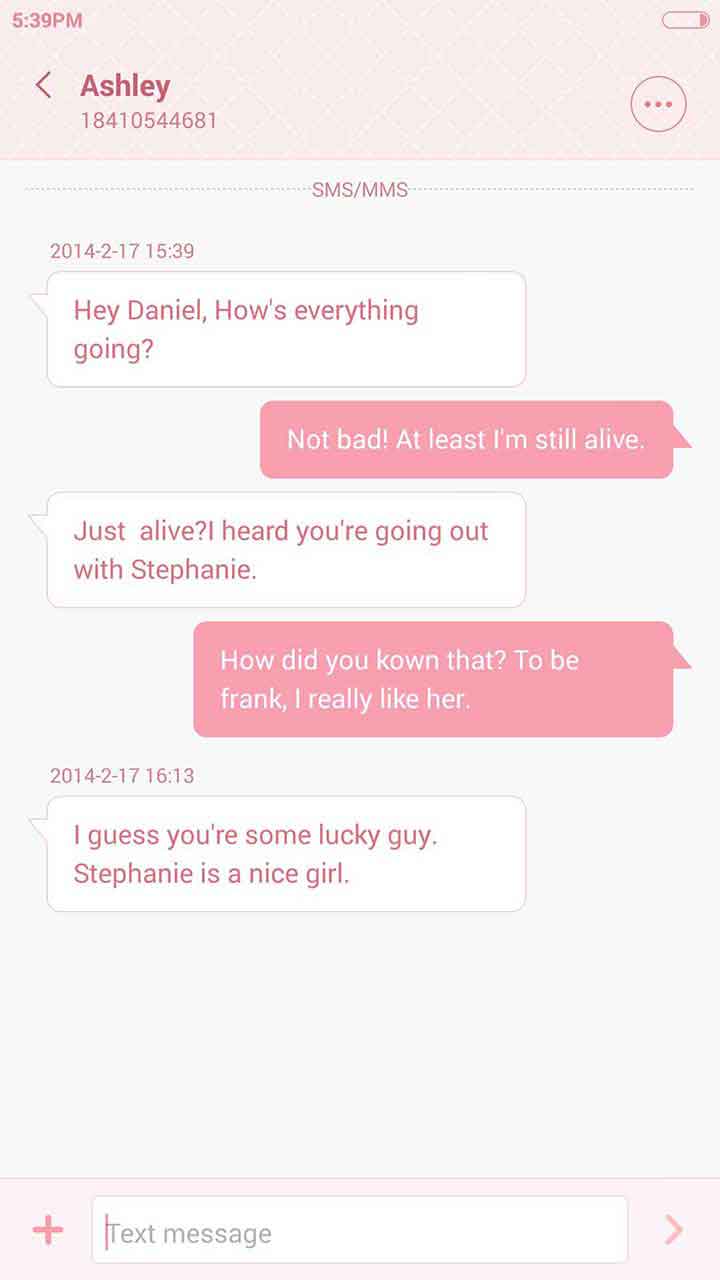 5:39PM
Ashley
18410544681
SMS/MMS
2014-2-17 15:39
Hey Daniel, How's everything
going?
Not bad! At least I'm still alive.
Just  alive?I heard you're going out
with Stephanie.
How did you kown that? To be
frank, I really like her.
2014-2-17 16:13
I guess you're some lucky guy.
Stephanie is a nice girl.
Text message